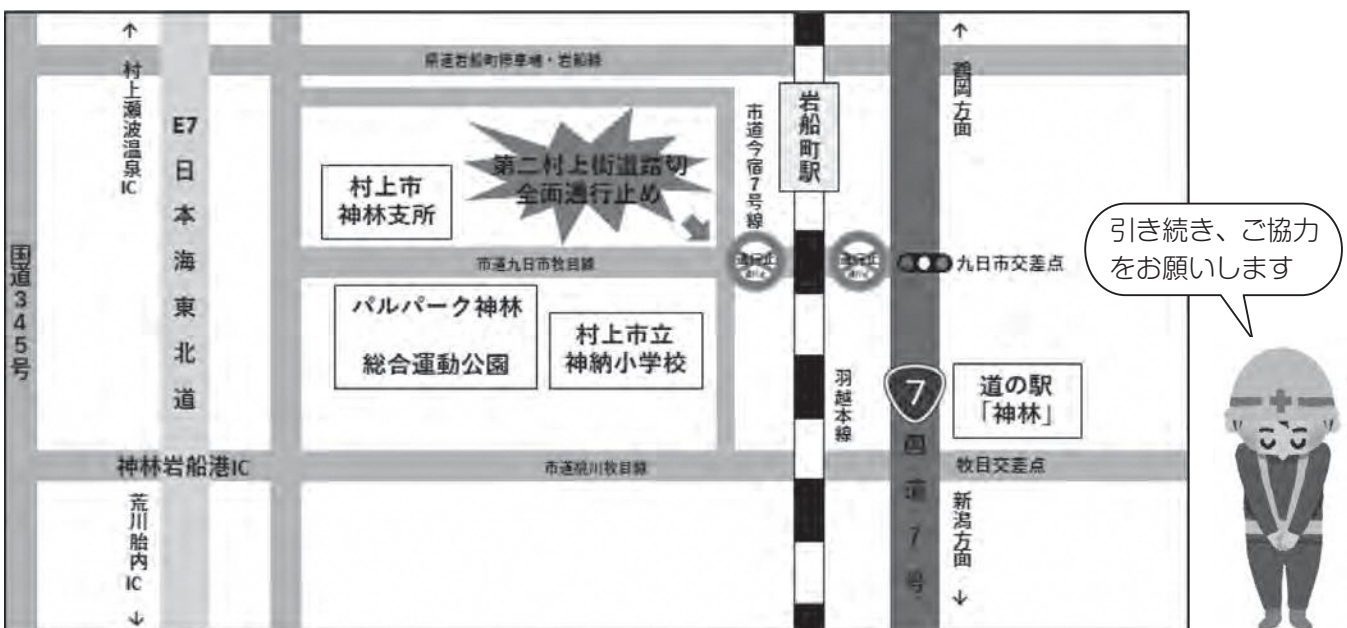 県道岩船町停車場・岩船線
↑
村上瀬波温泉IC
E7
日本海東北道
国道345号
村上市
神林支所
第二村上街道踏切
全面通行止め
市道今宿7号線
岩船町駅
↑
鶴岡方面
市道九日市牧目線
九日市交差点
引き続き、ご協力
をお願いします
パルパーク神林
総合運動公園
村上市立
神納小学校
羽越本線
7
国道7号
道の駅
「神林」
神林岩船港IC
牧目交差点
荒川胎内IC
↓
新潟方面
↓